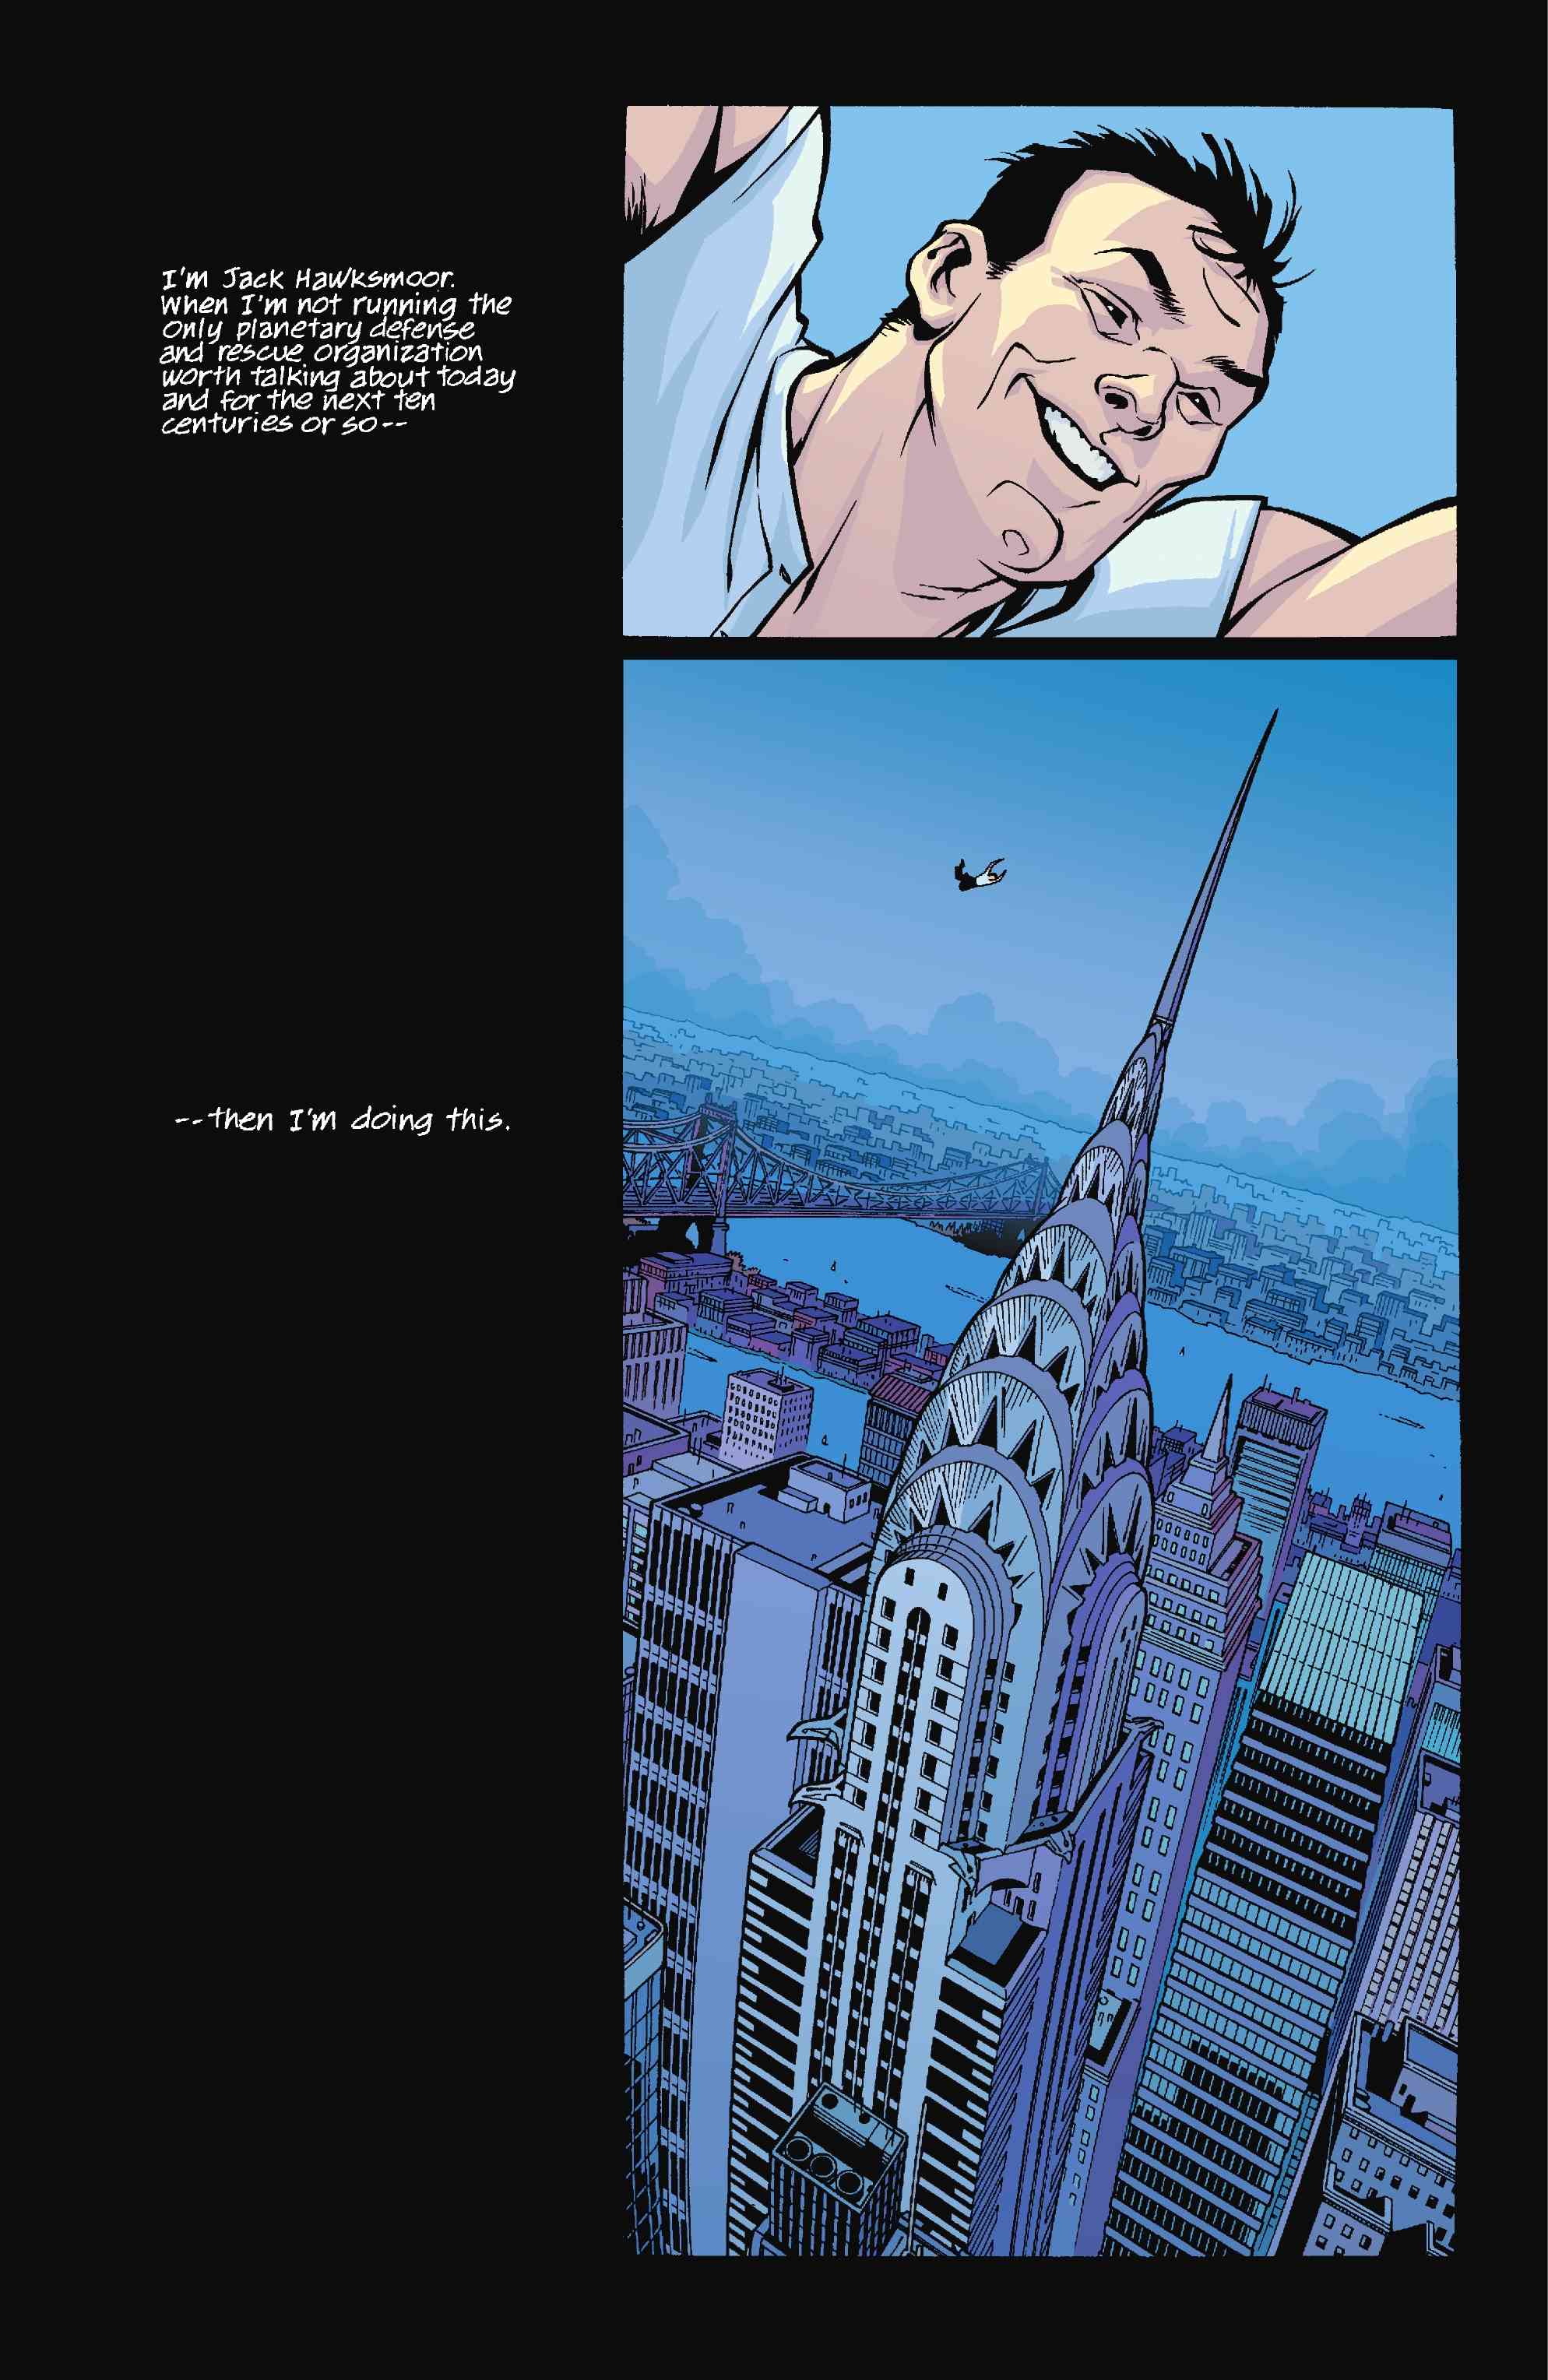 I'm Jack Hawksmoor.
When I'm not running the
only planetary defense
and rescue organization
worth talking about today
and for the next ten
centuries or so--
--then I'm doing this.